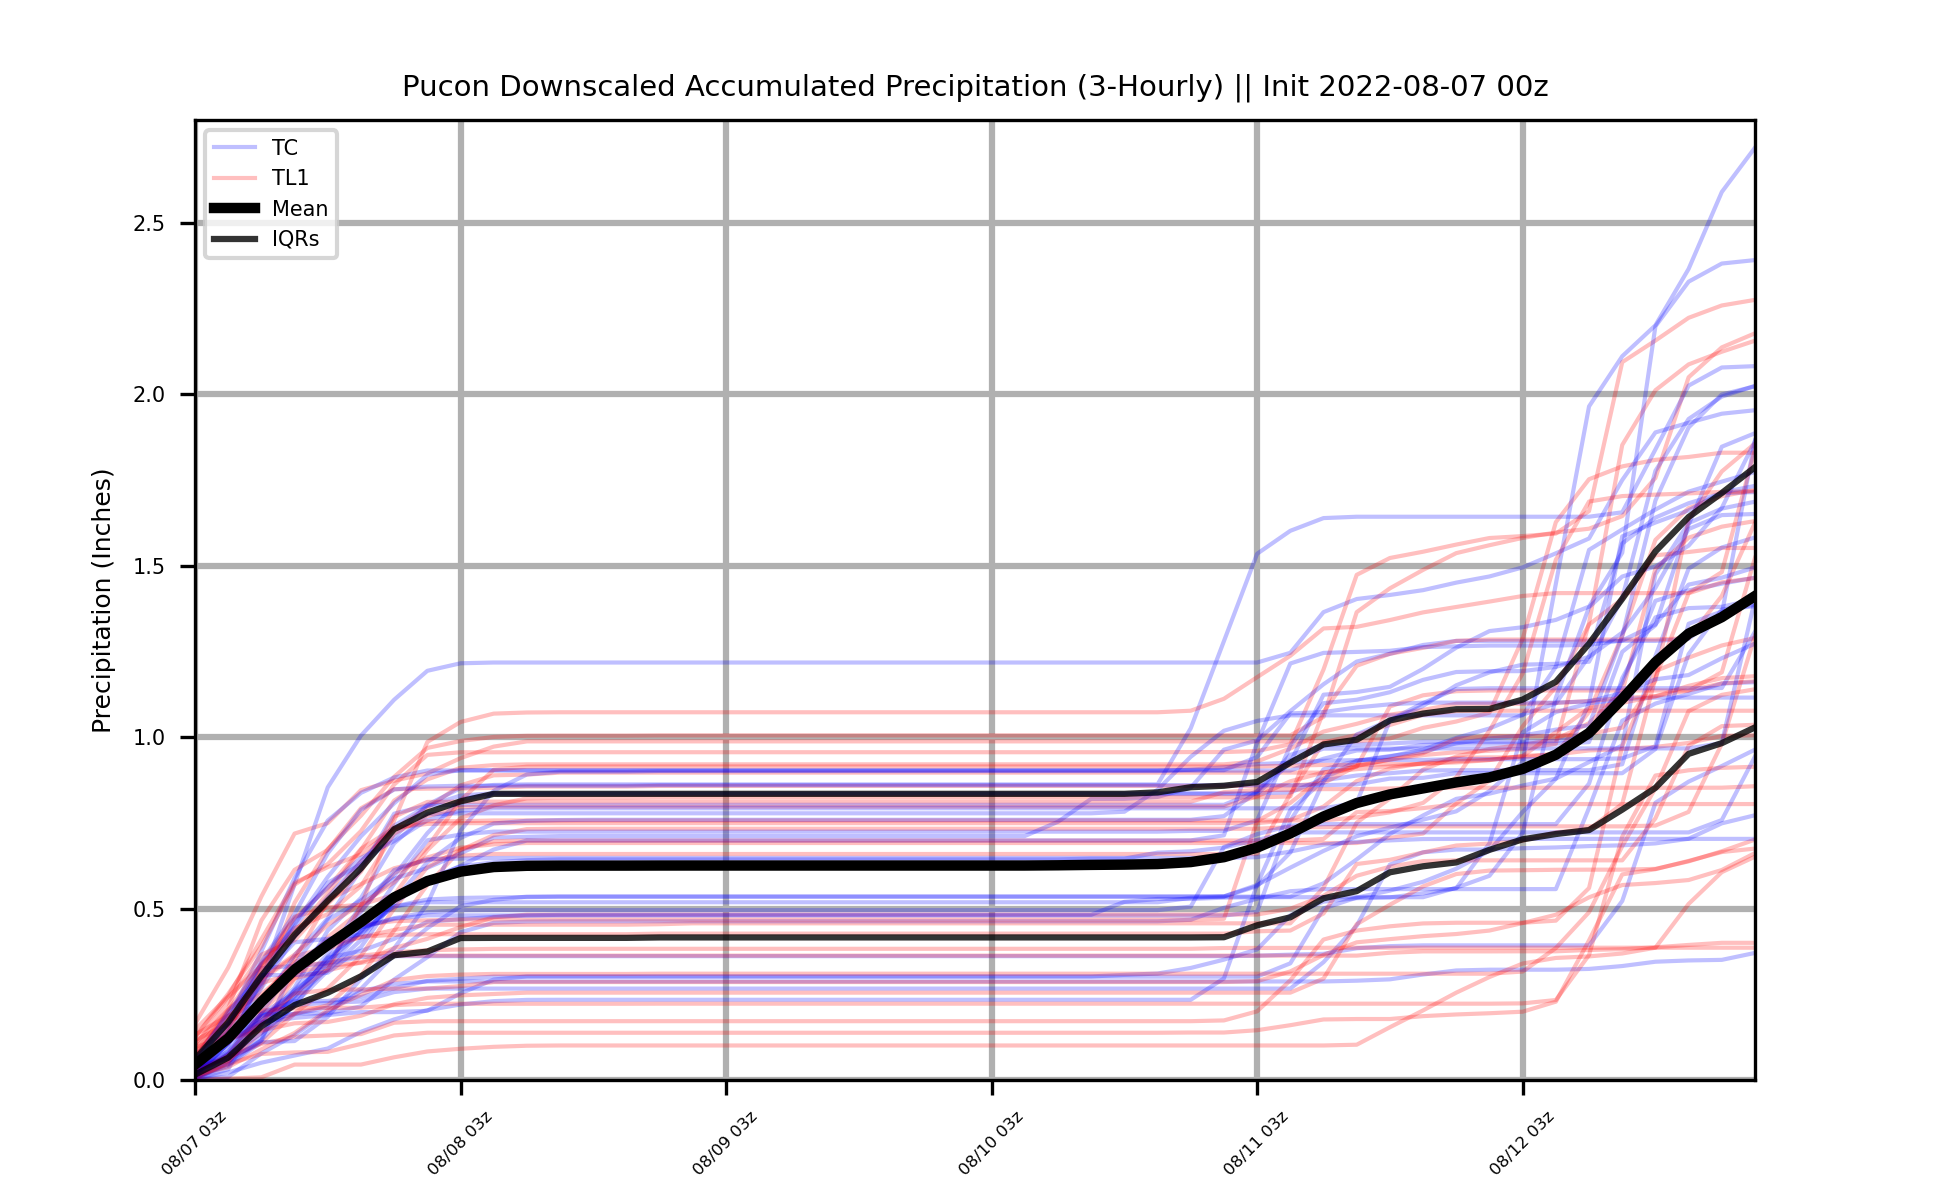 Pucon Downscaled Accumulated Precipitation (3-Hourly) || Init 2022-08-07 00z
TC
TL1
Mean
IQRs
Precipitation (Inches)
2.5
2.0
1.5
1.0
0.5
0.0
08/07 03z
08/08 03z
08/09 03z
08/10 03z
08/11 03z
08/12 03z